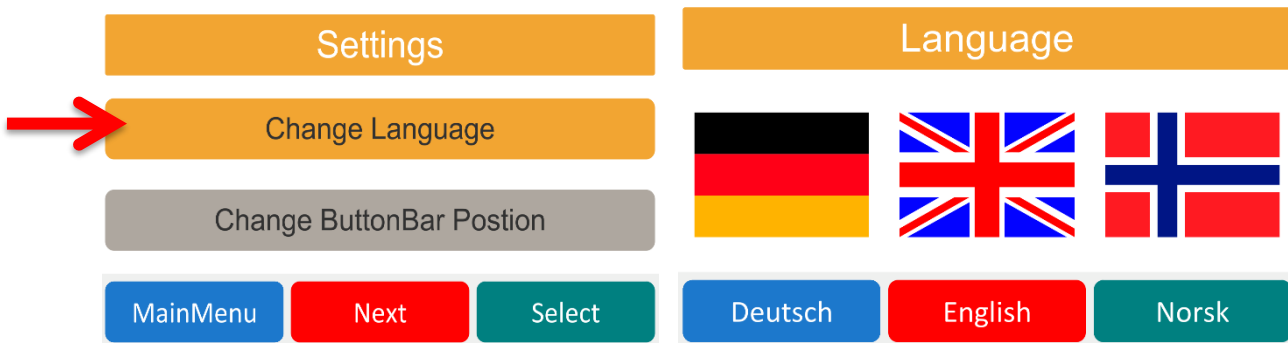 Settings
Change Language
Change ButtonBar Postion
MainMenu Next Select
Language
Deutsch English Norsk